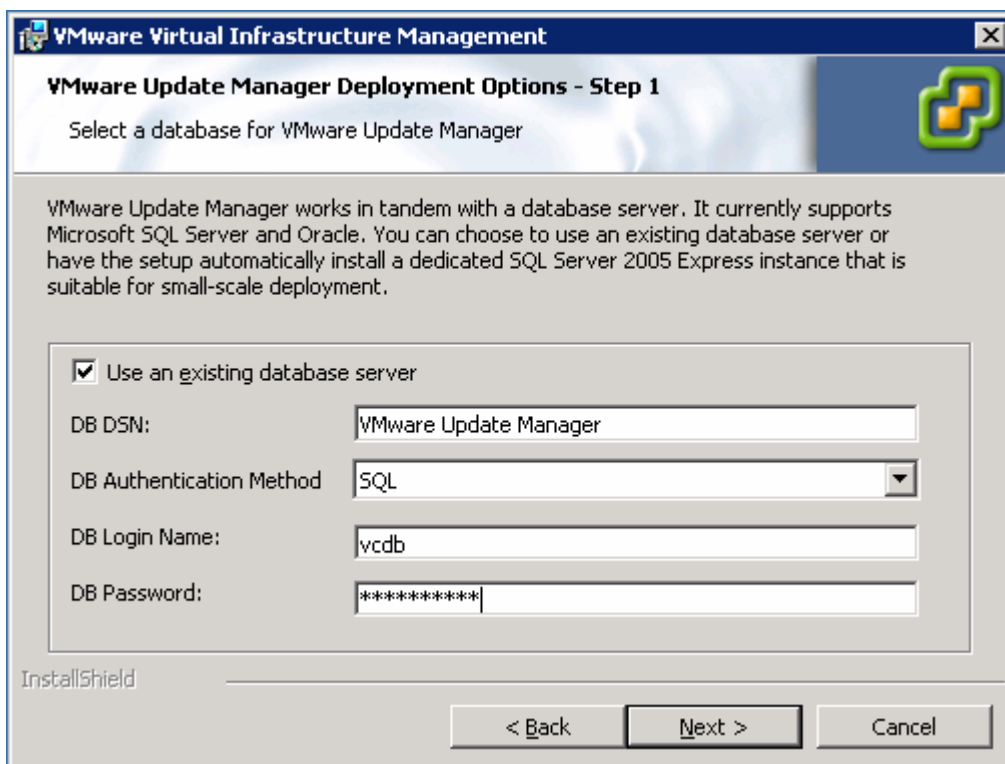 VMware Virtual Infrastructure Management
VMware Update Manager Deployment Options - Step 1
Select a database for VMware Update Manager
VMware Update Manager works in tandem with a database server. It currently supports
Microsoft SQL Server and Oracle. You can choose to use an existing database server or
have the setup automatically install a dedicated SQL Server 2005 Express instance that is
suitable for small-scale deployment.
Use an existing database server
DB DSN: VMware Update Manager
DB Authentication Method SQL
DB Login Name: vcdb
DB Password: **********
InstallShield
< Back Next > Cancel